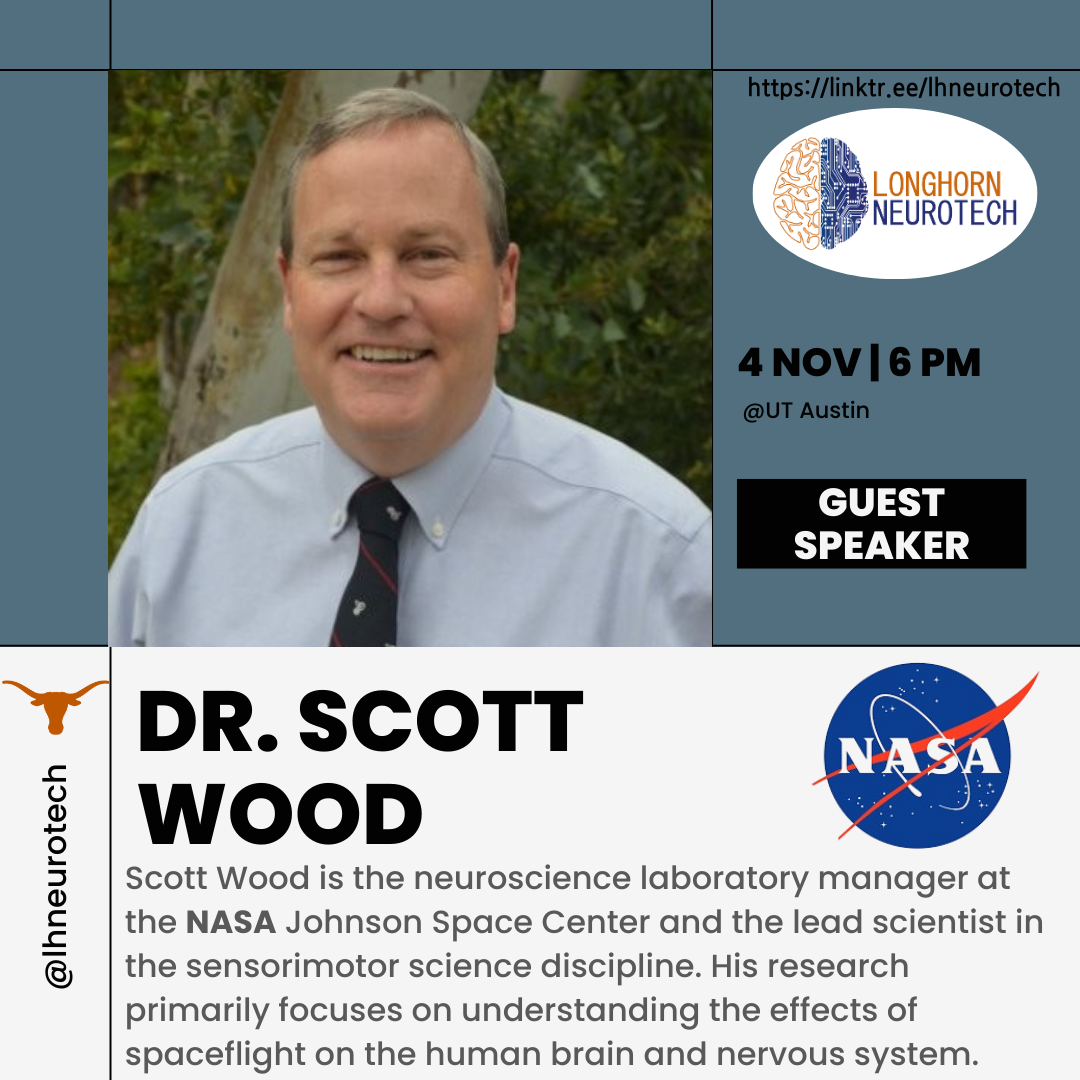 https://linktr.ee/lhneurotech
LONGHORN
NEUROTECH
4 NOV | 6 PM
@UT Austin
GUEST
SPEAKER
@lhneurotech
DR. SCOTT
WOOD
NASA
Scott Wood is the neuroscience laboratory manager at
the NASA Johnson Space Center and the lead scientist in
the sensorimotor science discipline. His research
primarily focuses on understanding the effects of
spaceflight on the human brain and nervous system.